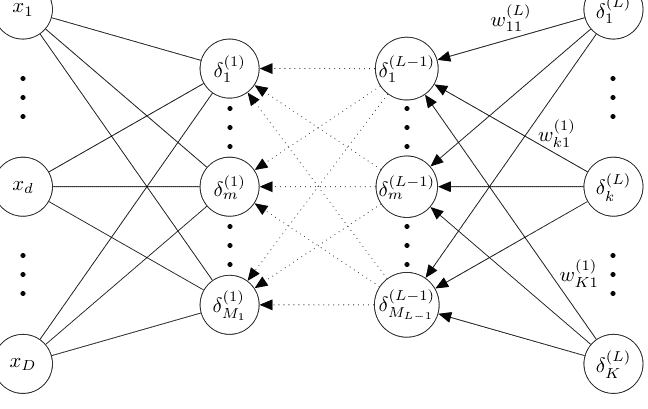 x_1
δ_1^{(1)}
δ_1^{(L-1)}
w_{11}^{(L)}
δ_1^{(L)}
w_{k1}^{(1)}
x_d
δ_m^{(1)}
δ_m^{(L-1)}
δ_k^{(L)}
w_{K1}^{(1)}
δ_{M_1}^{(1)}
δ_{M_{L-1}}^{(L-1)}
x_D
δ_K^{(L)}